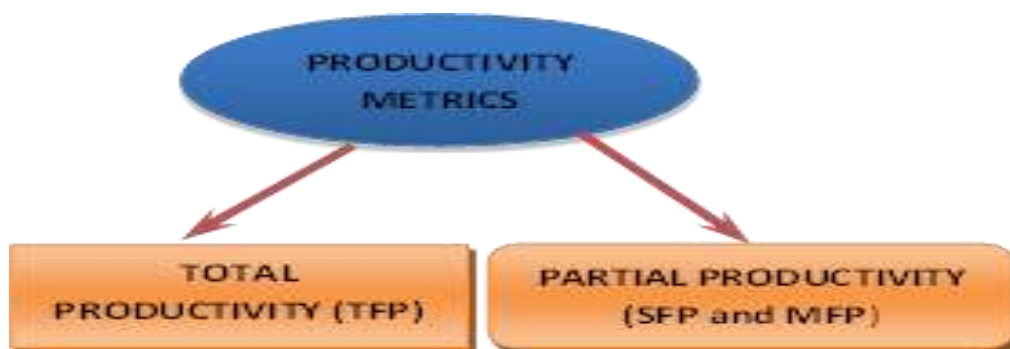 PRODUCTIVITY
METRICS
TOTAL
PRODUCTIVITY (TFP)
PARTIAL PRODUCTIVITY
(SFP and MFP)